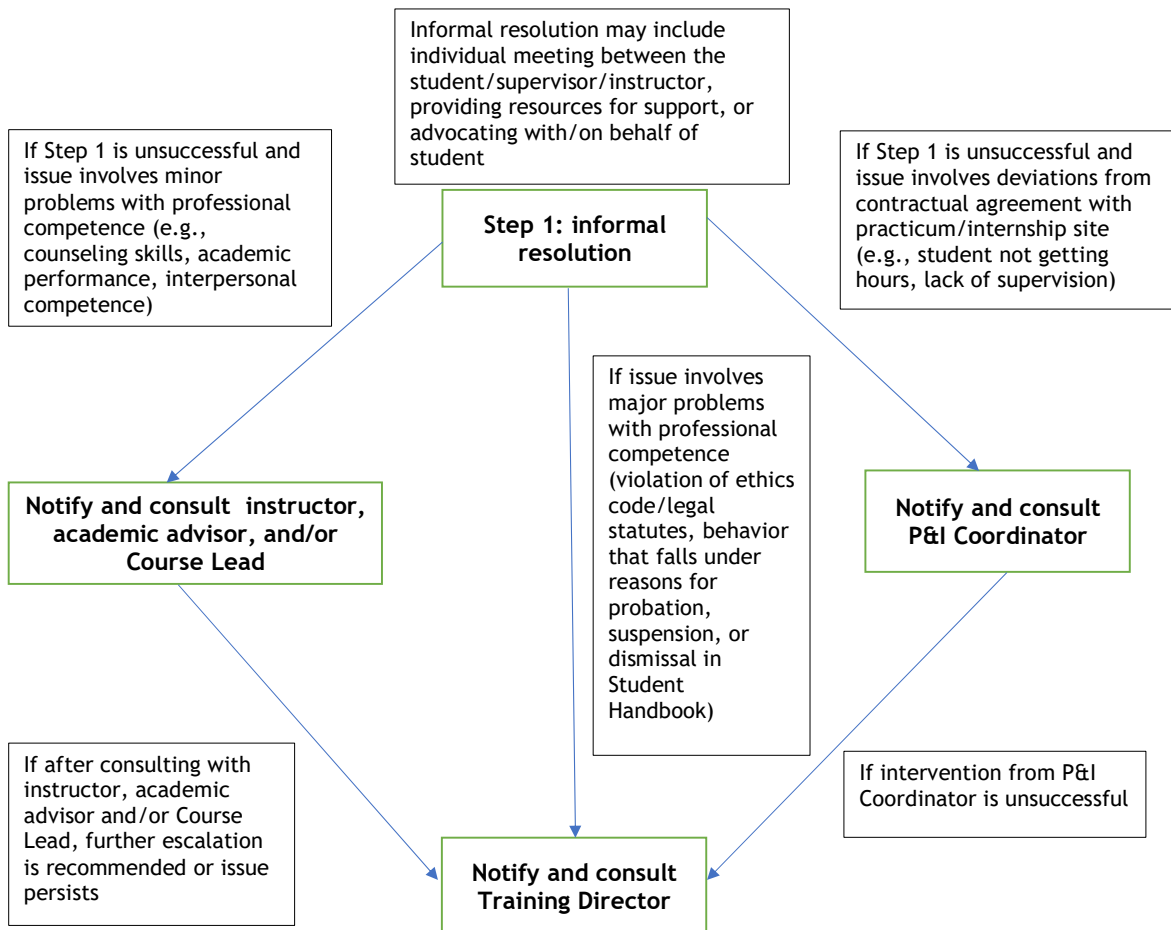 Informal resolution may include
individual meeting between the
student/supervisor/instructor,
providing resources for support, or
advocating with/on behalf of
student
If Step 1 is unsuccessful and
issue involves minor
problems with professional
competence (e.g.,
counseling skills, academic
performance, interpersonal
competence)
If Step 1 is unsuccessful and
issue involves deviations from
contractual agreement with
practicum/internship site
(e.g., student not getting
hours, lack of supervision)
Step 1: informal
resolution
If issue involves
major problems
with professional
competence
(violation of ethics
code/legal
statutes, behavior
that falls under
reasons for
probation,
suspension, or
dismissal in
Student
Handbook)
Notify and consult  instructor,
academic advisor, and/or
Course Lead
Notify and consult
P&I Coordinator
If after consulting with
instructor, academic
advisor and/or Course
Lead, further escalation
is recommended or issue
persists
If intervention from P&I
Coordinator is unsuccessful
Notify and consult
Training Director